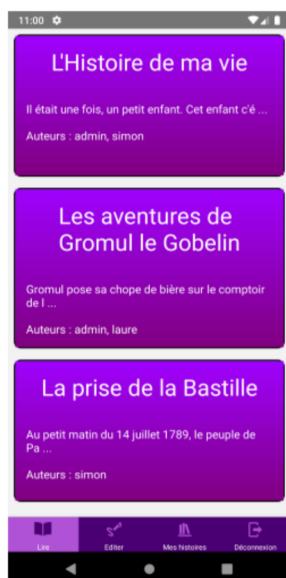 11:00
L'Histoire de ma vie
Il était une fois, un petit enfant. Cet enfant c'é ...
Auteurs : admin, simon
Les aventures de
Gromul le Gobelin
Gromul pose sa chope de bière sur le comptoir
de l ...
Auteurs : admin, laure
La prise de la Bastille
Au petit matin du 14 juillet 1789, le peuple de
Pa ...
Auteurs : simon
Lire Editer Mes histoires Déconnexion